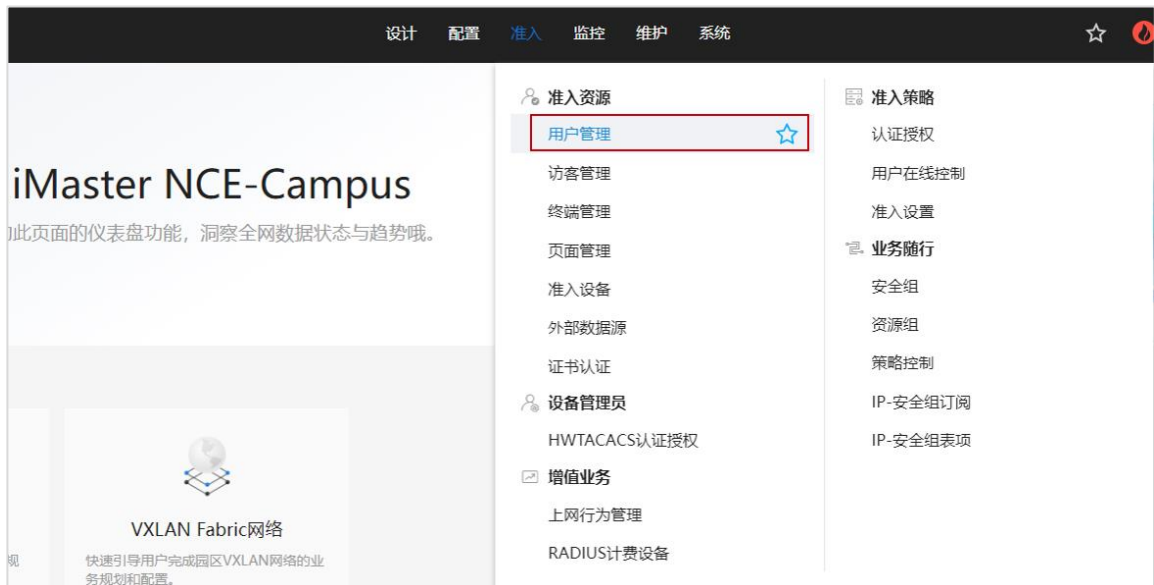 设计 配置 准入 监控 维护 系统
iMaster NCE-Campus
此页面的仪表盘功能，洞察全网数据状态与趋势哦。
VXLAN Fabric网络
规
快速引导用户完成园区VXLAN网络的业
务规划和配置。
准入资源
用户管理
访客管理
终端管理
页面管理
准入设备
外部数据源
证书认证
设备管理员
HWTACACS认证授权
增值业务
上网行为管理
RADIUS计费设备
准入策略
认证授权
用户在线控制
准入设置
业务随行
安全组
资源组
策略控制
IP-安全组订阅
IP-安全组表项